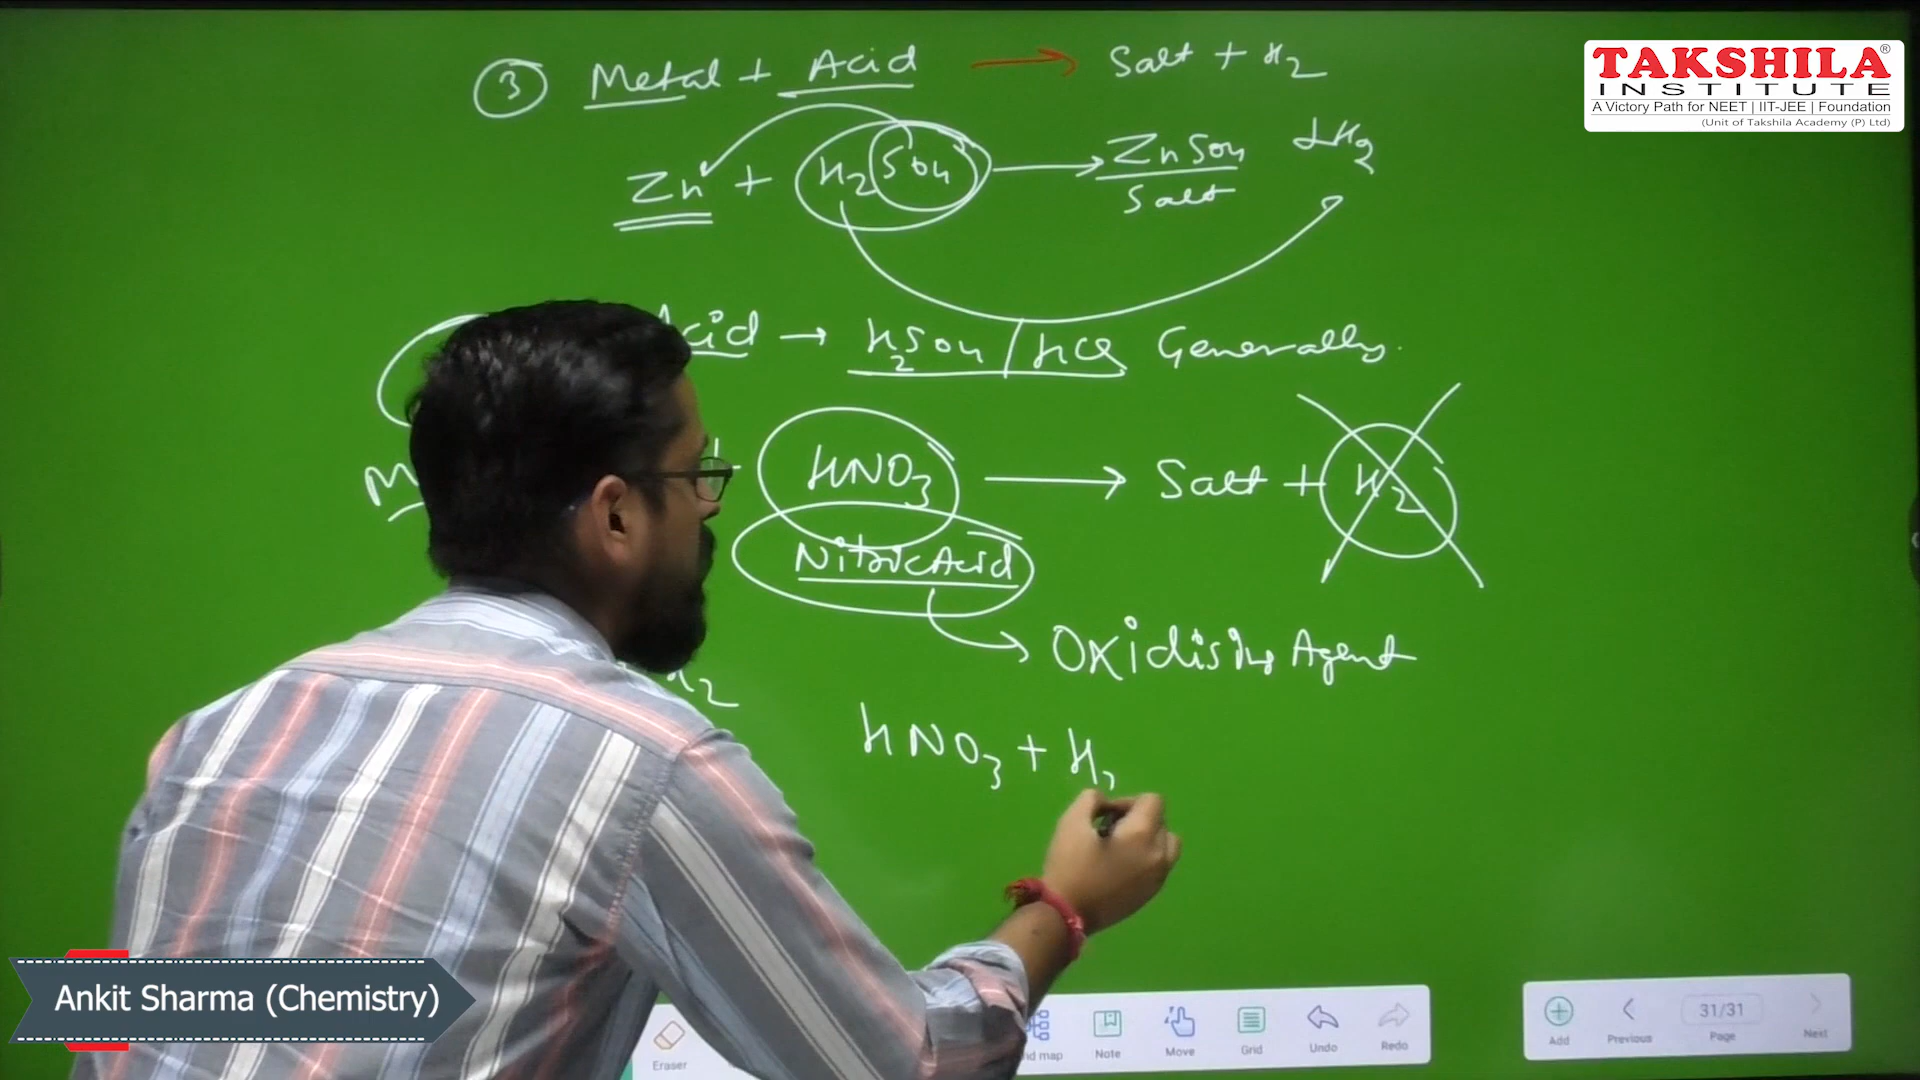 3 Metal + Acid → Salt + H2
Zn + H2SO4 → ZnSO4 + H2
Salt
Acid → H2SO4 / HCl Generally.
HNO3 → Salt + H2
Nitric Acid
Oxidising Agent
HNO3 + H2
TAKSHILA®
INSTITUTE
A Victory Path for NEET | IIT-JEE | Foundation
(Unit of Takshila Academy (P) Ltd)
Ankit Sharma (Chemistry)
Eraser
Note
Move
Grid
Undo
Redo
Add
Previous
31/31
Page
Next